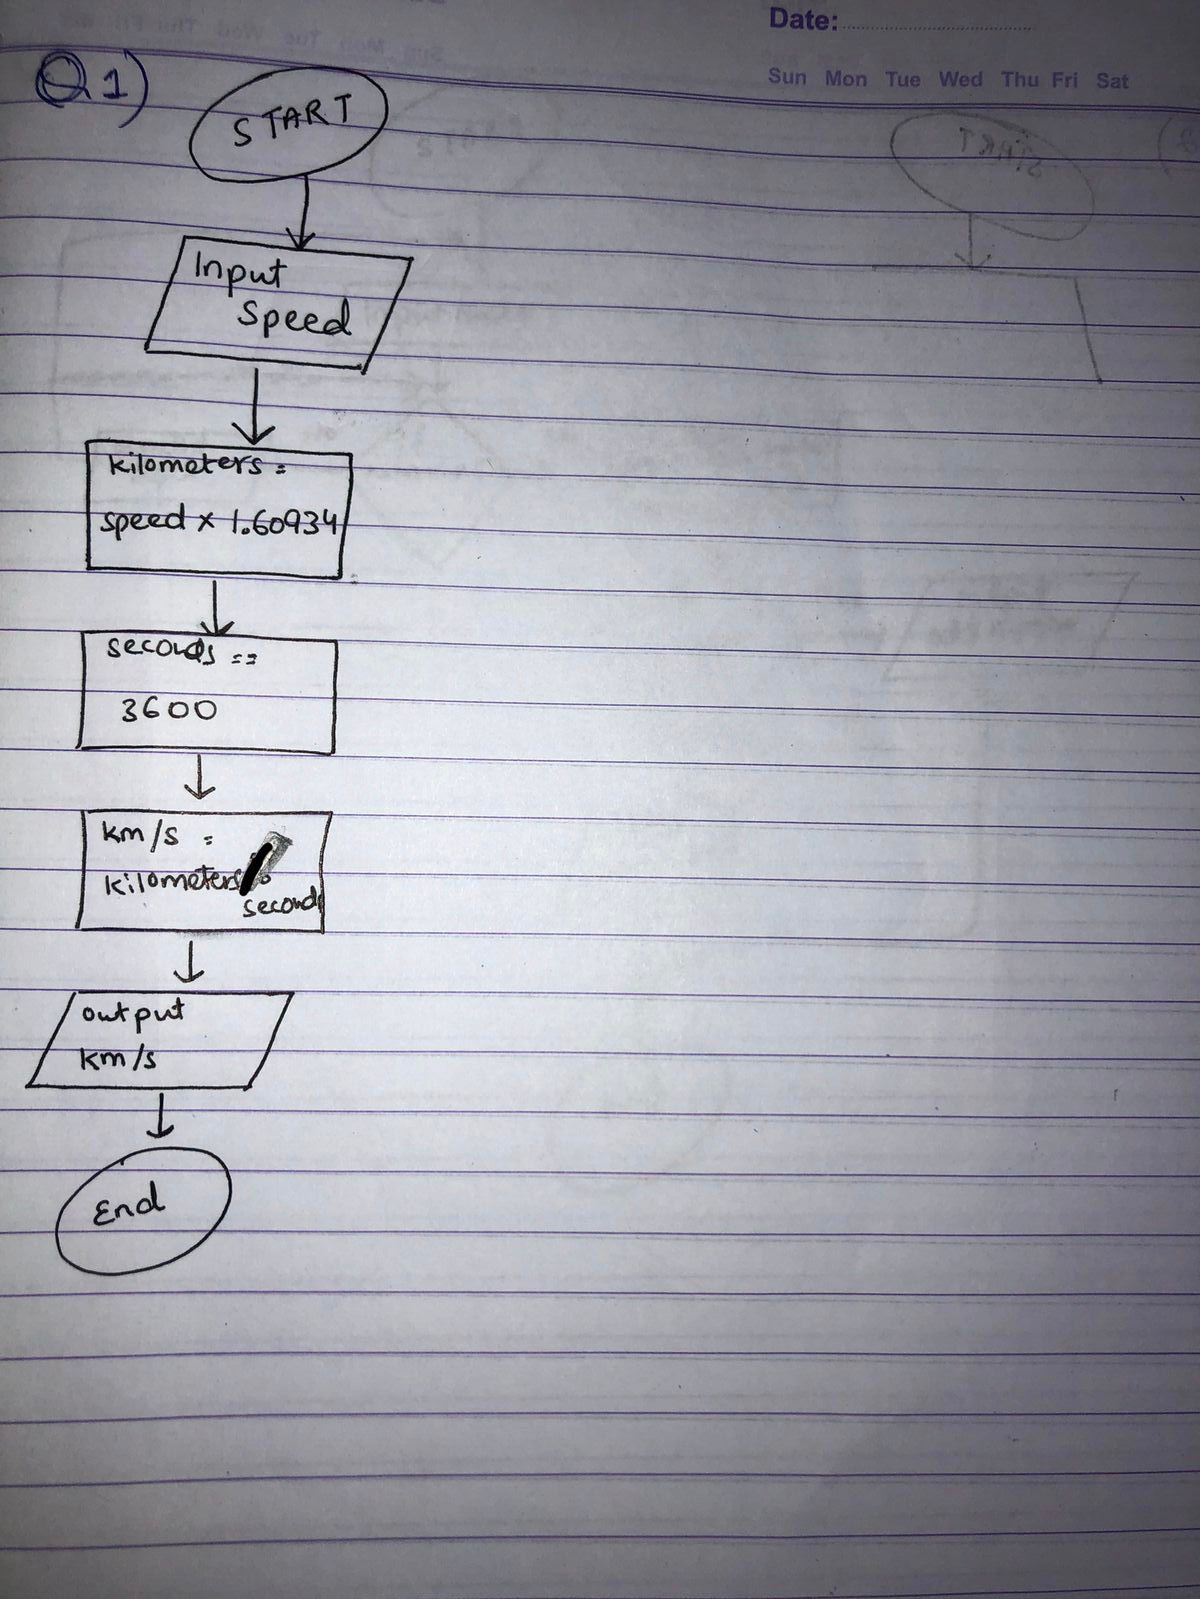 Date:
Sun Mon Tue Wed Thu Fri Sat
Q1)
START
Input
Speed
kilometers =
speed × 1.60934
seconds ==
3600
km/s =
kilometers/
seconds
output
km/s
End